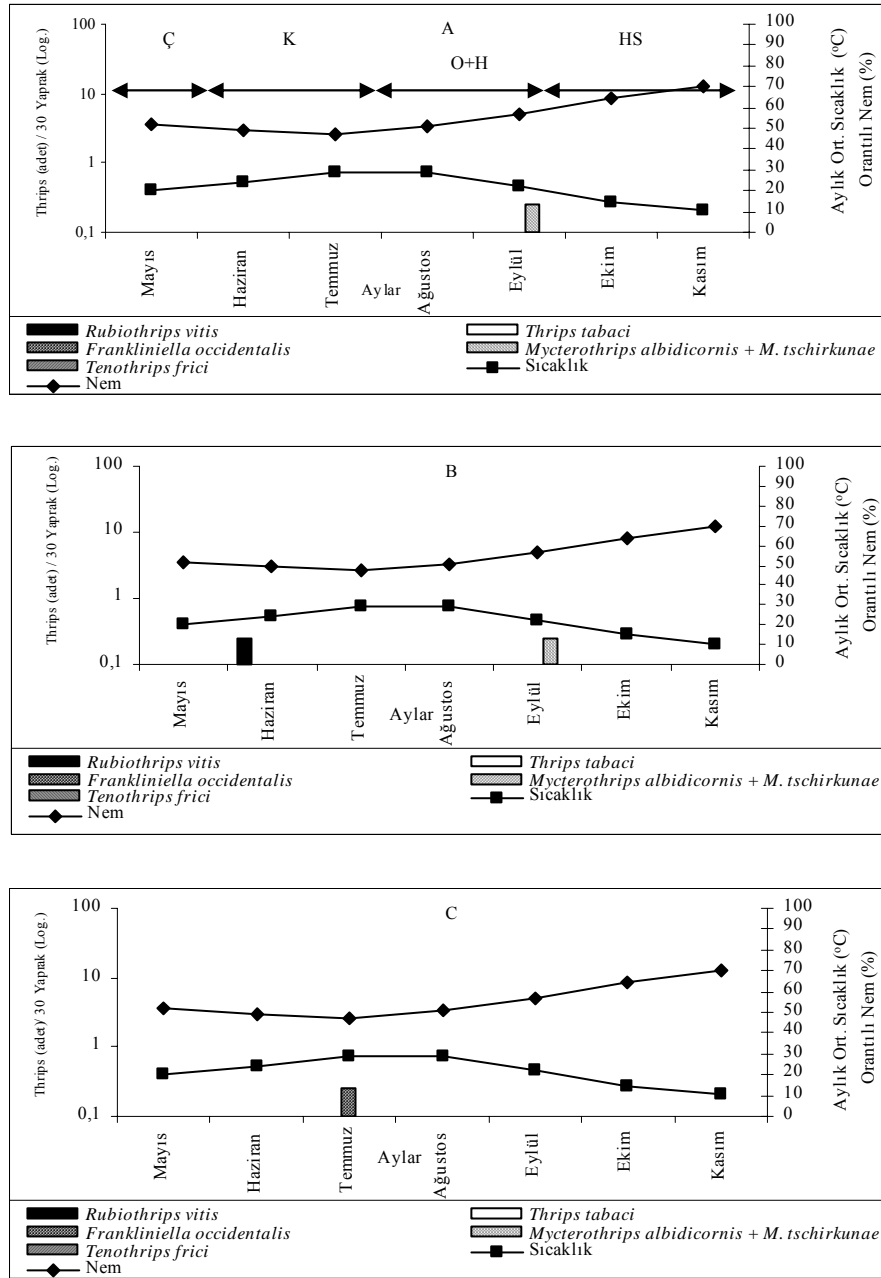 A
Ç
K
HS
O+H
Thrips (adet) / 30 Yaprak (Log.)
100
10
1
0,1
100
90
80
70
60
50
40
30
20
10
0
Aylık Ort. Sıcaklık (°C)
Orantılı Nem (%)
Mayıs
Haziran
Temmuz
Ağustos
Eylül
Ekim
Kasım
Aylar
Rubiothrips vitis
Thrips tabaci
Frankliniella occidentalis
Mycterothrips albidicornis + M. tschirkunae
Tenothrips frici
Sıcaklık
Nem
B
Thrips (adet) / 30 Yaprak (Log.)
100
10
1
0,1
100
90
80
70
60
50
40
30
20
10
0
Aylık Ort. Sıcaklık (°C)
Orantılı Nem (%)
Mayıs
Haziran
Temmuz
Ağustos
Eylül
Ekim
Kasım
Aylar
Rubiothrips vitis
Thrips tabaci
Frankliniella occidentalis
Mycterothrips albidicornis + M. tschirkunae
Tenothrips frici
Sıcaklık
Nem
C
Thrips (adet)/ 30 Yaprak (Log.)
100
10
1
0,1
100
90
80
70
60
50
40
30
20
10
0
Aylık Ort. Sıcaklık (°C)
Orantılı Nem (%)
Mayıs
Haziran
Temmuz
Ağustos
Eylül
Ekim
Kasım
Aylar
Rubiothrips vitis
Thrips tabaci
Frankliniella occidentalis
Mycterothrips albidicornis + M. tschirkunae
Tenothrips frici
Sıcaklık
Nem